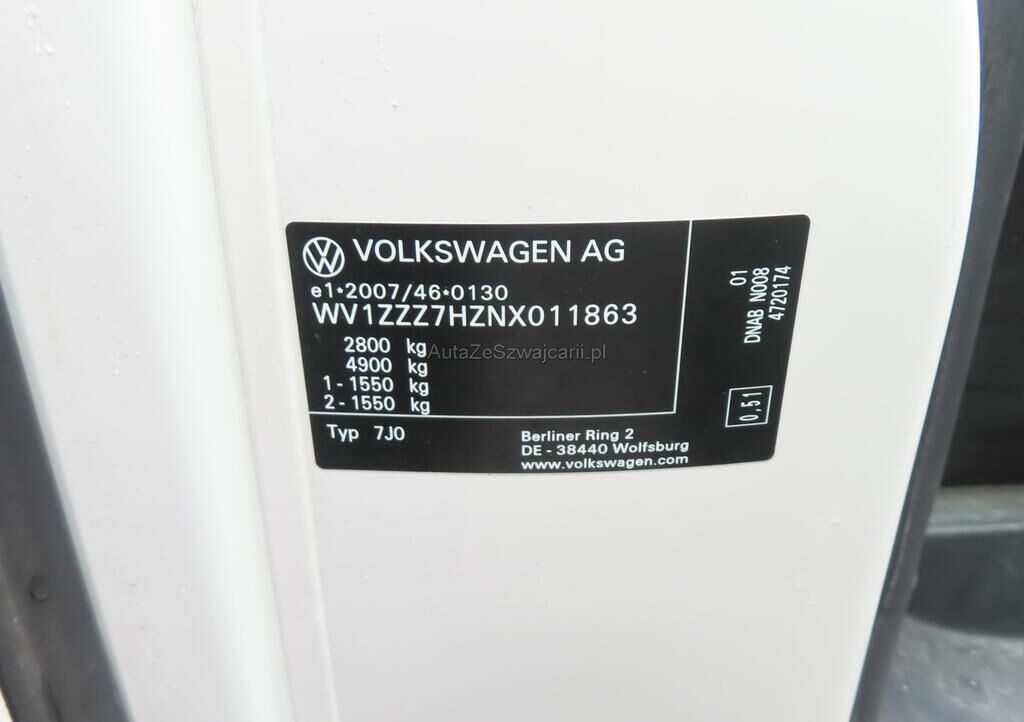 VOLKSWAGEN AG
e1*2007/46*0130
WV1ZZZ7HZNX011863
2800 kg
4900 kg
1 - 1550 kg
2 - 1550 kg
Typ 7J0
Berliner Ring 2
DE - 38440 Wolfsburg
www.volkswagen.com
01
DNAB N008
4720174
0,51
AutaZeSzwajcarii.pl